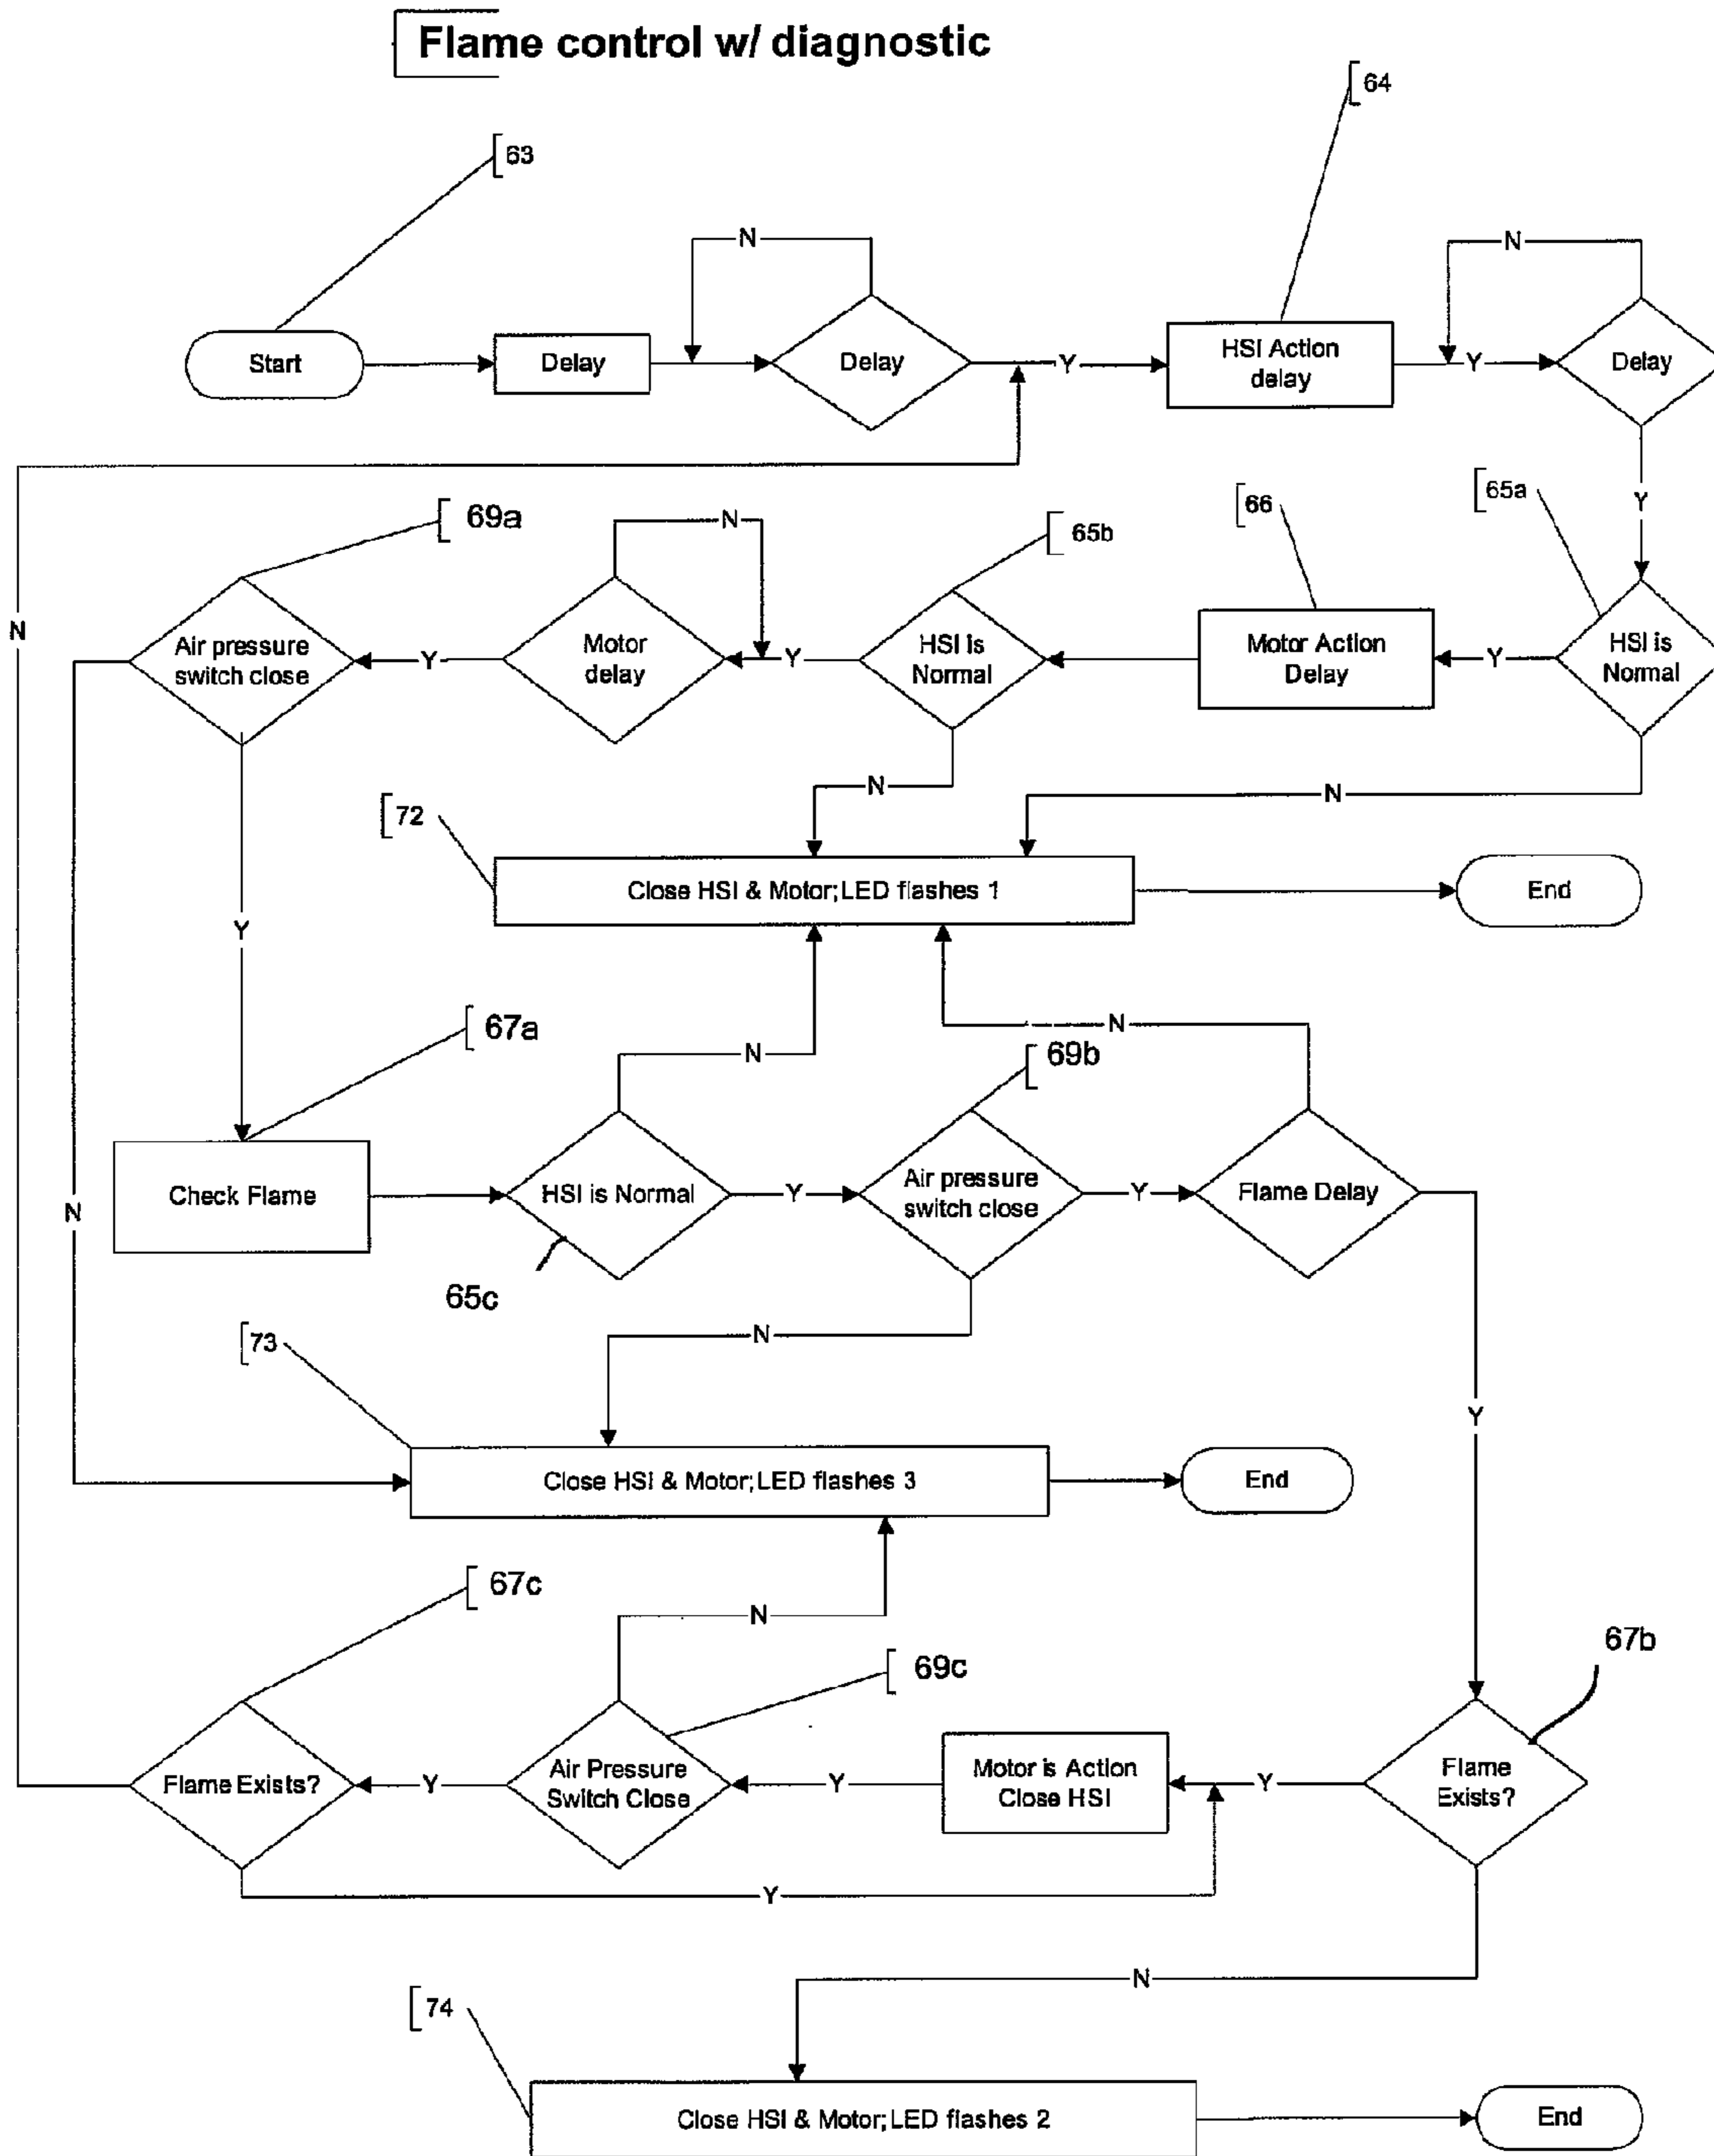 Flame control w/ diagnostic
64
63
N
N
Start
Delay
Delay
Y
HSI Action
delay
Y
Delay
Y
69a
N
65b
66
65a
N
Air pressure
switch close
Y
Motor
delay
Y
HSI is
Normal
Motor Action
Delay
Y
HSI is
Normal
N
N
72
Close HSI & Motor;LED flashes 1
End
Y
67a
N
N
69b
N
Check Flame
HSI is Normal
Y
Air pressure
switch close
Y
Flame Delay
65c
N
73
Y
Close HSI & Motor;LED flashes 3
End
67c
N
69c
67b
Flame Exists?
Y
Air Pressure
Switch Close
Y
Motor is Action
Close HSI
Y
Flame
Exists?
Y
N
74
Close HSI & Motor;LED flashes 2
End